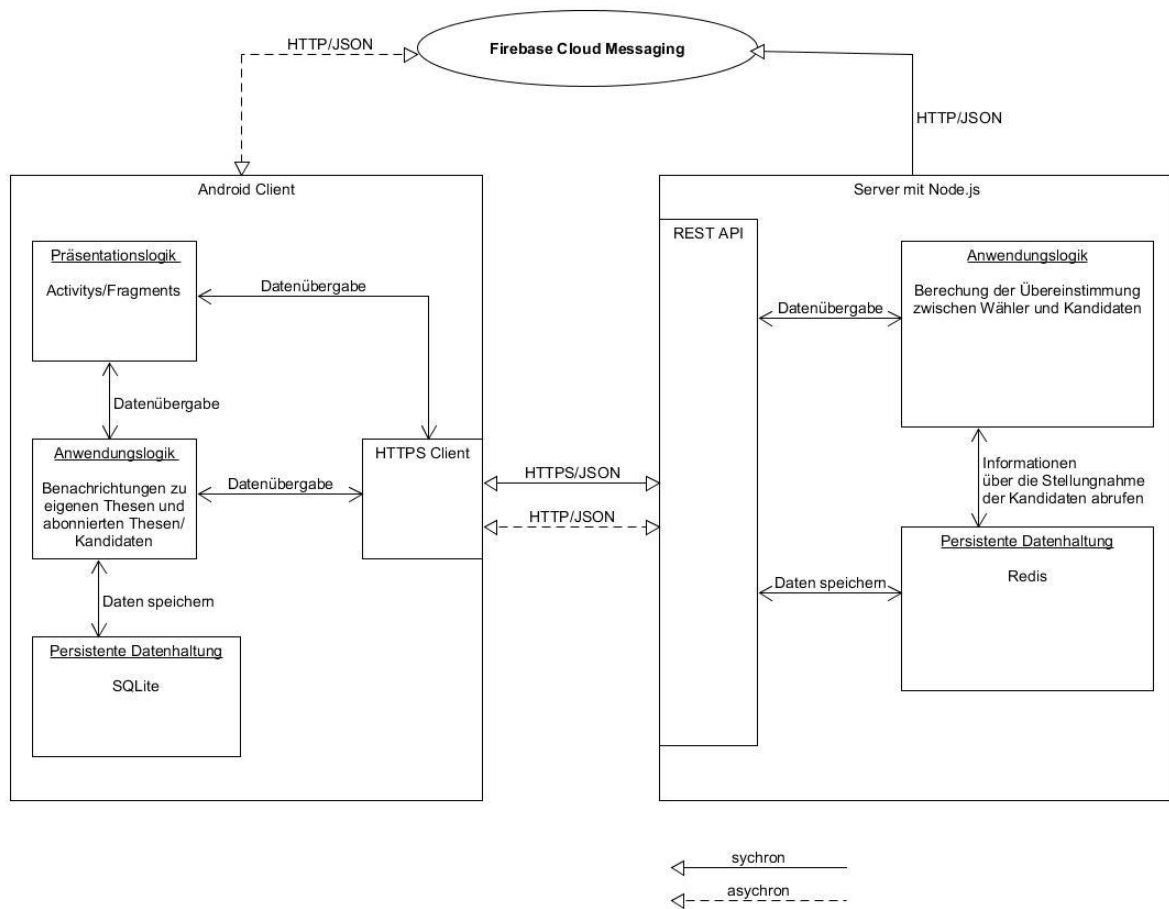 HTTP/JSON
Firebase Cloud Messaging
HTTP/JSON
Android Client
Präsentationslogik
Activitys/Fragments
Datenübergabe
Datenübergabe
Anwendungslogik
Benachrichtungen zu
eigenen Thesen und
abonnierten Thesen/
Kandidaten
Datenübergabe
HTTPS Client
Daten speichern
Persistente Datenhaltung
SQLite
HTTPS/JSON
HTTP/JSON
Server mit Node.js
REST API
Datenübergabe
Anwendungslogik
Berechung der Übereinstimmung
zwischen Wähler und Kandidaten
Informationen
über die Stellungnahme
der Kandidaten abrufen
Daten speichern
Persistente Datenhaltung
Redis
sychron
asychron